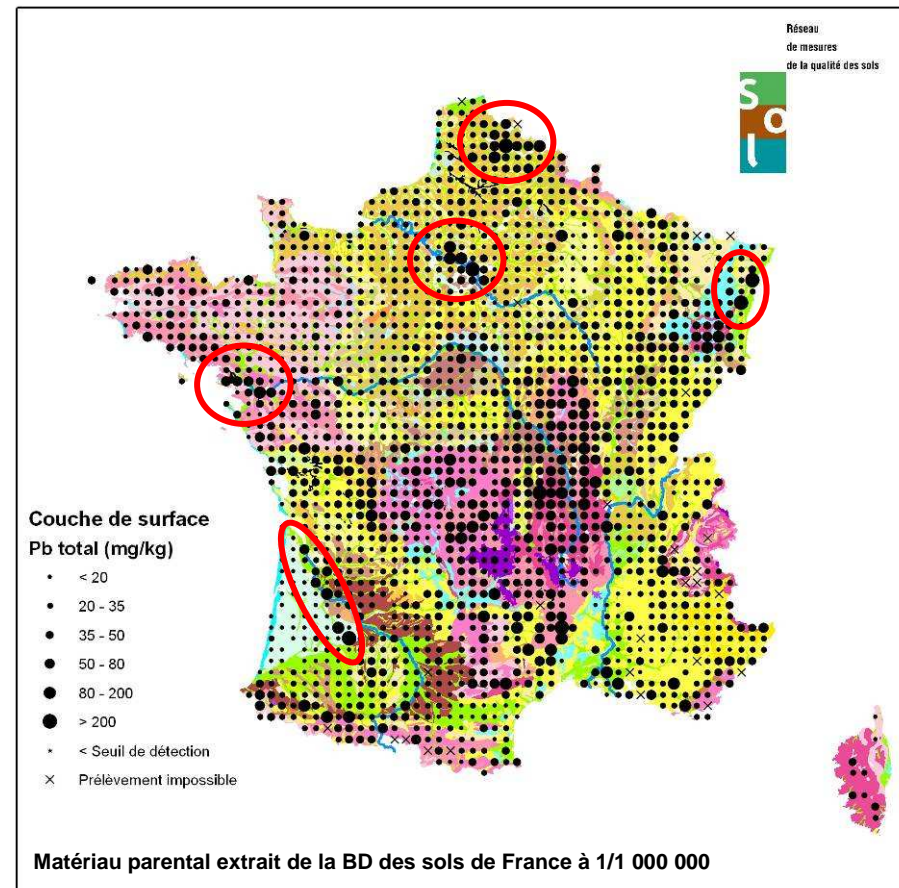 Réseau
de mesures
de la qualité des sols
s
o
l
Couche de surface
Pb total (mg/kg)
< 20
20 - 35
35 - 50
50 - 80
80 - 200
> 200
< Seuil de détection
Prélèvement impossible
Matériau parental extrait de la BD des sols de France à 1/1 000 000